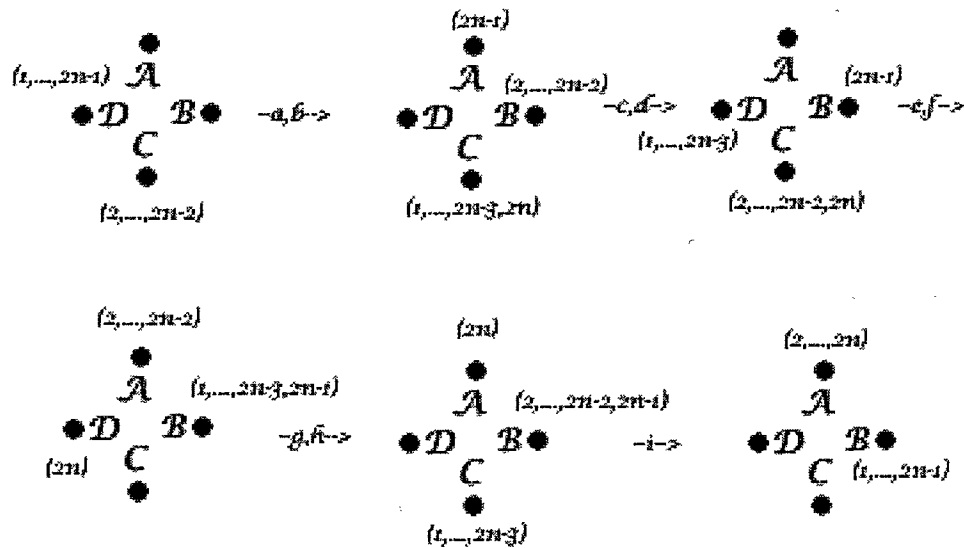 (2n-1)
(1,...,2n-1) A A (2,...,2n-2) A (2n-1)
D B -a,b-> D B -c,d-> D B -e,f->
C C (1,...,2n-3) C
(2,...,2n-2) (1,...,2n-3,2n) (2,...,2n-2,2n)
(2,...,2n-2) (2n) (2,...,2n)
A (1,...,2n-3,2n-1) A (2,...,2n-2,2n-1) A
D B -g,h-> D B -i-> D B
(2n) C C C (1,...,2n-1)
(1,...,2n-3)